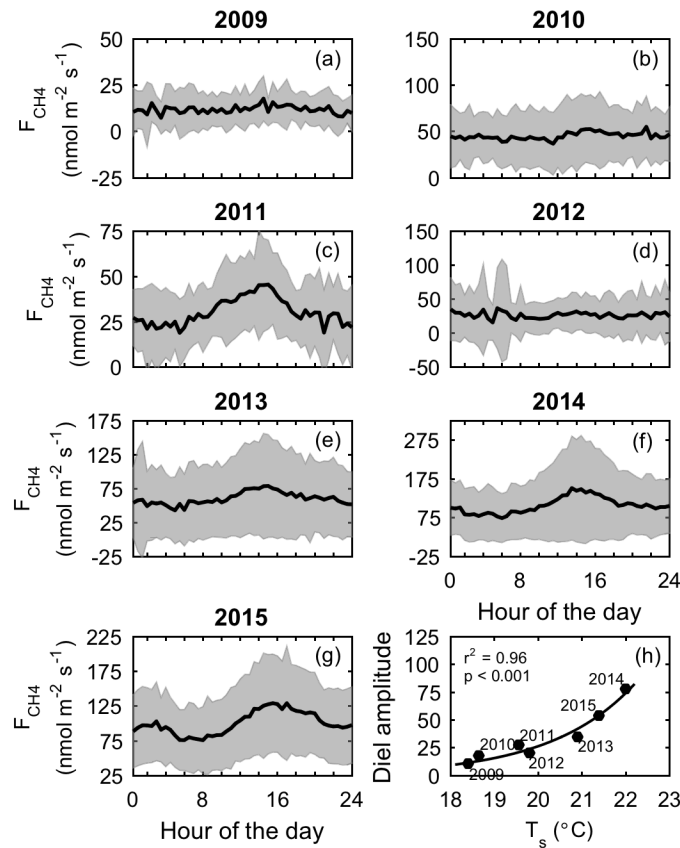 2009
2010
50
25
0
-25
F_CH4
(nmol m^-2 s^-1)
(a)
150
100
50
0
(b)
2011
2012
75
50
25
0
F_CH4
(nmol m^-2 s^-1)
(c)
150
100
50
0
-50
(d)
2013
2014
175
125
75
25
-25
F_CH4
(nmol m^-2 s^-1)
(e)
275
175
75
-25
(f)
0 8 16 24
Hour of the day
2015
225
175
125
75
25
F_CH4
(nmol m^-2 s^-1)
(g)
0 8 16 24
Hour of the day
125
100
75
50
25
0
Diel amplitude
(h)
r² = 0.96
p < 0.001
2014
2015
2013
2011
2010
2012
2009
18 19 20 21 22 23
T_s (°C)